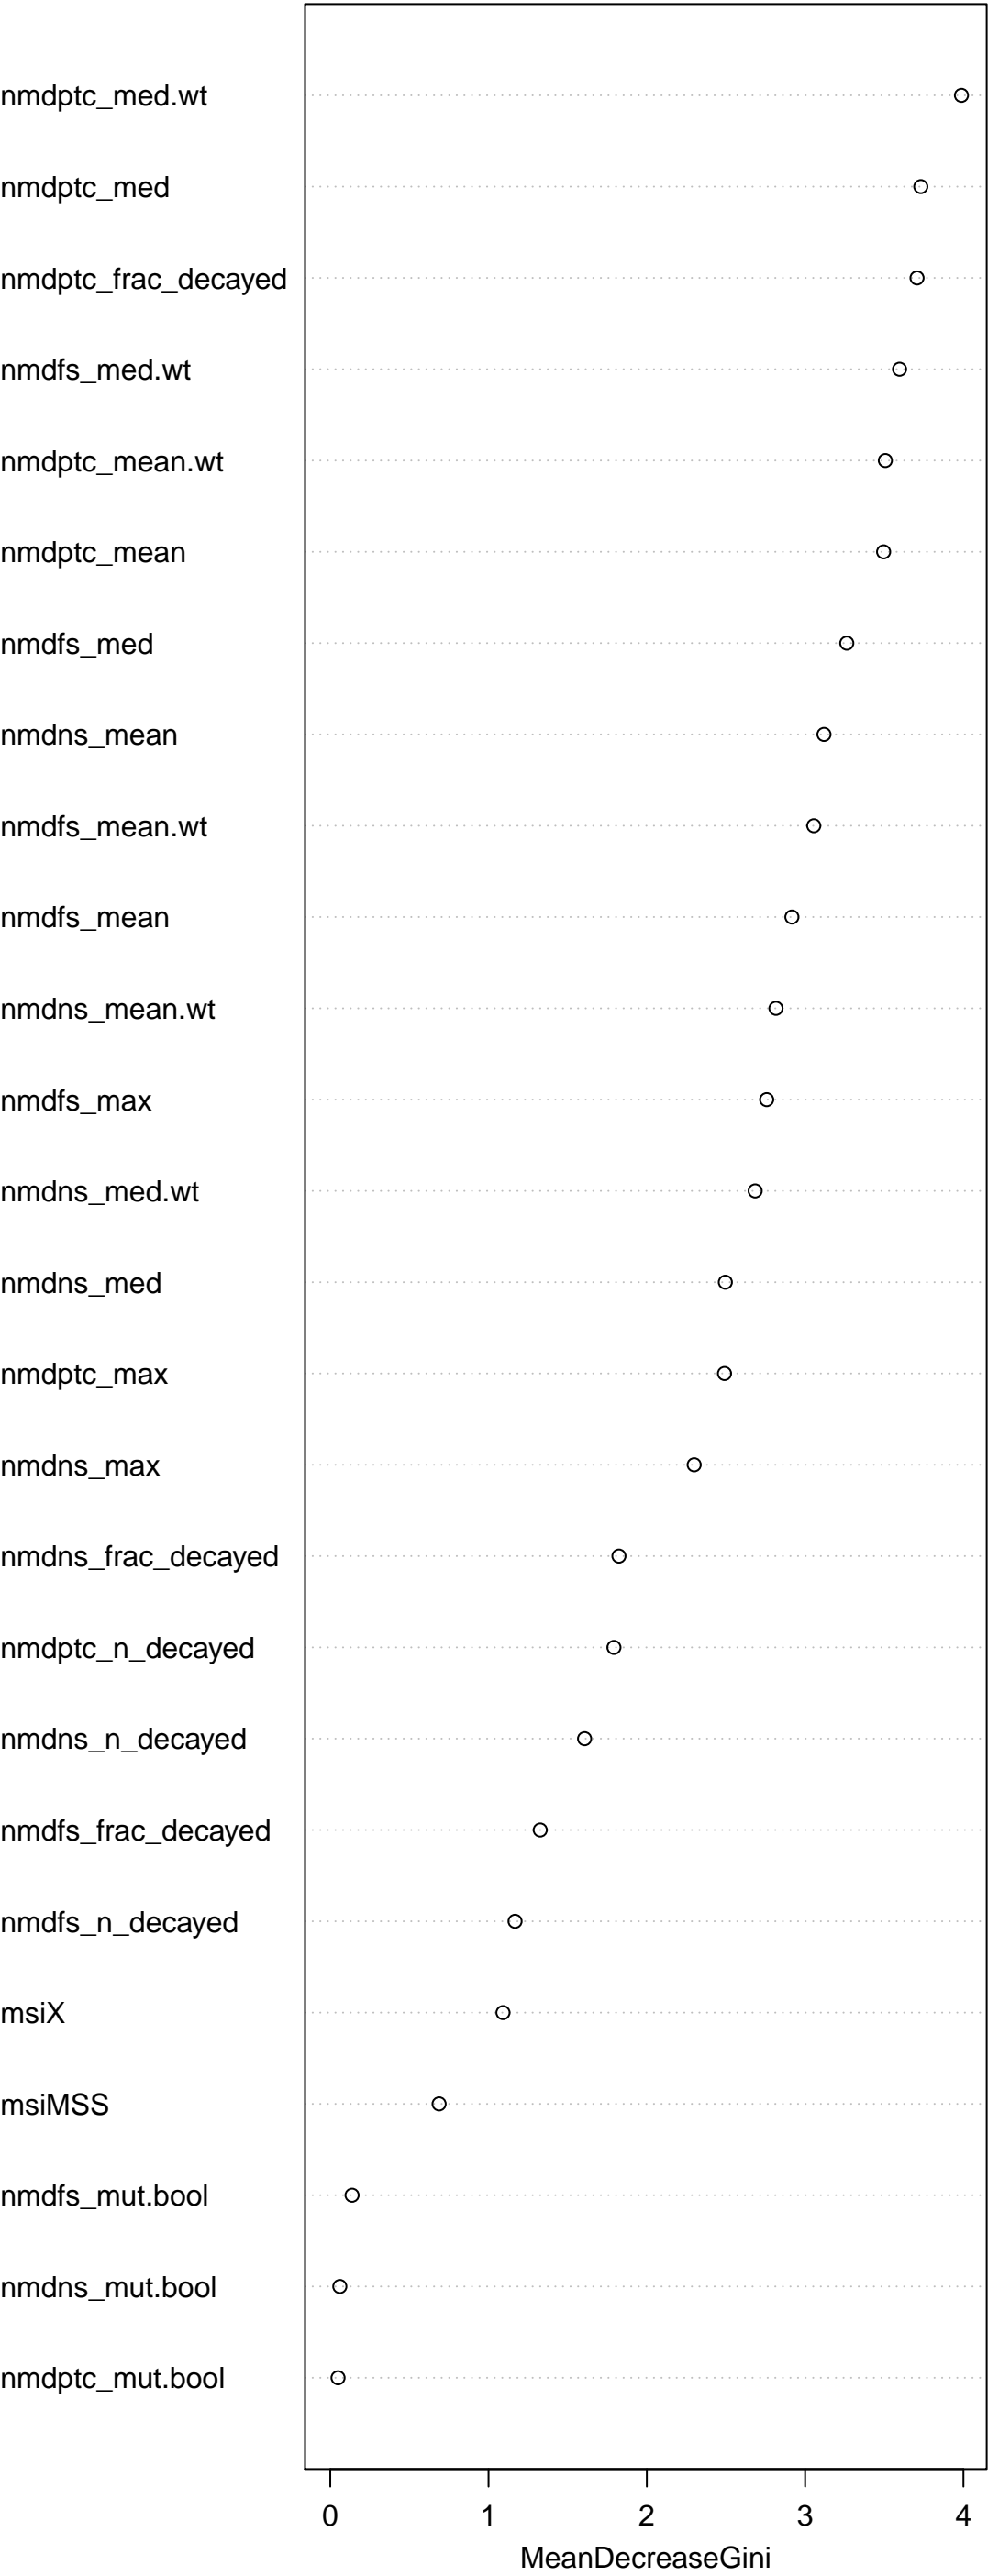 nmdptc_med.wt
nmdptc_med
nmdptc_frac_decayed
nmdfs_med.wt
nmdptc_mean.wt
nmdptc_mean
nmdfs_med
nmdns_mean
nmdfs_mean.wt
nmdfs_mean
nmdns_mean.wt
nmdfs_max
nmdns_med.wt
nmdns_med
nmdptc_max
nmdns_max
nmdns_frac_decayed
nmdptc_n_decayed
nmdns_n_decayed
nmdfs_frac_decayed
nmdfs_n_decayed
msiX
msiMSS
nmdfs_mut.bool
nmdns_mut.bool
nmdptc_mut.bool
0 1 2 3 4
MeanDecreaseGini